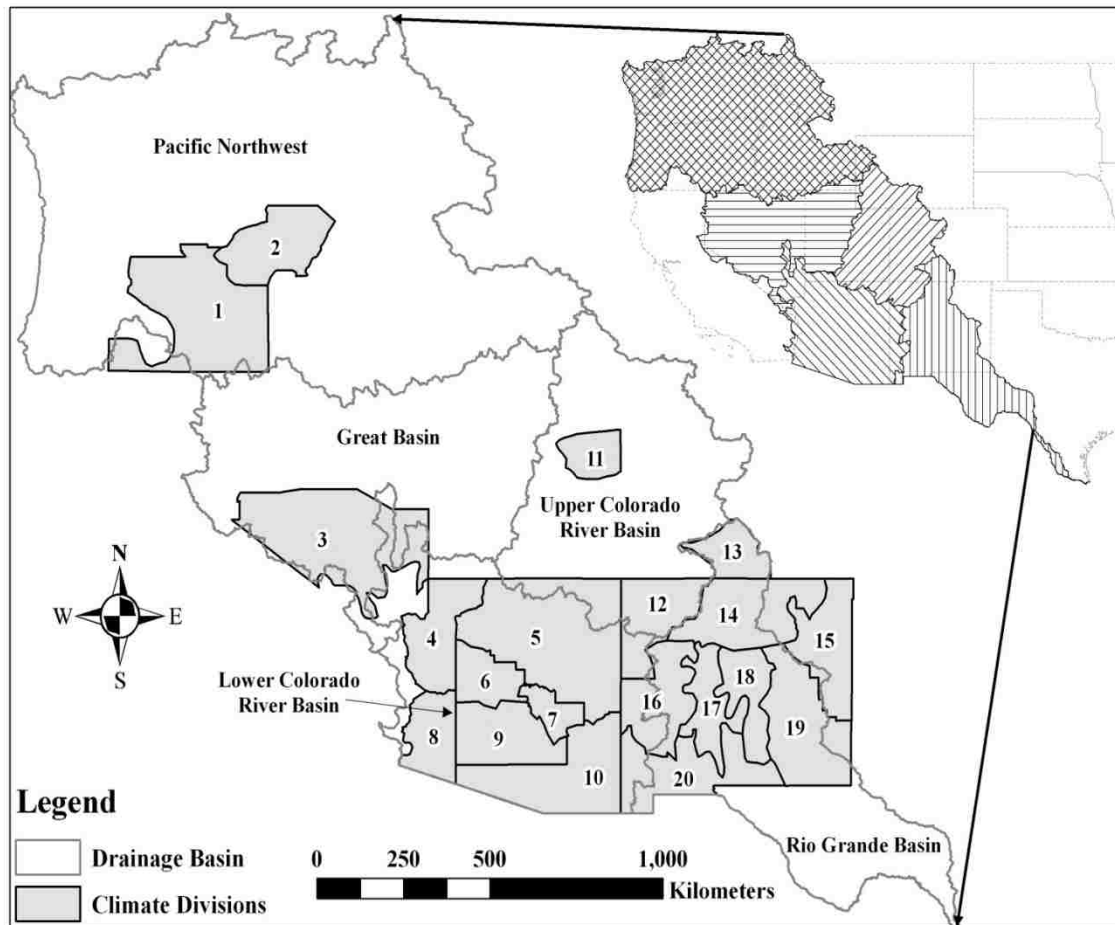 Pacific Northwest
2
1
Great Basin
11
Upper Colorado
River Basin
3
13
N
W
E
S
12
14
15
4
5
6
18
Lower Colorado
River Basin
7
16
17
19
8
9
10
20
Legend
Drainage Basin
Climate Divisions
0 250 500 1,000
Kilometers
Rio Grande Basin